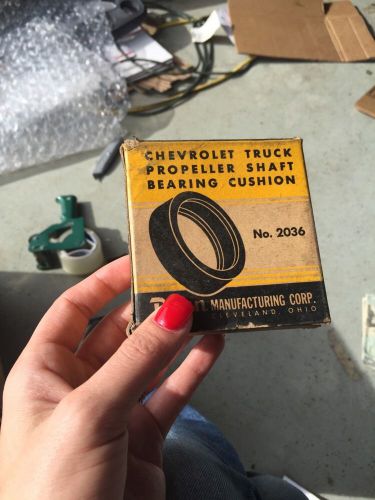 CHEVROLET TRUCK
PROPELLER SHAFT
BEARING CUSHION
No. 2036
MANUFACTURING CORP.
CLEVELAND, OHIO